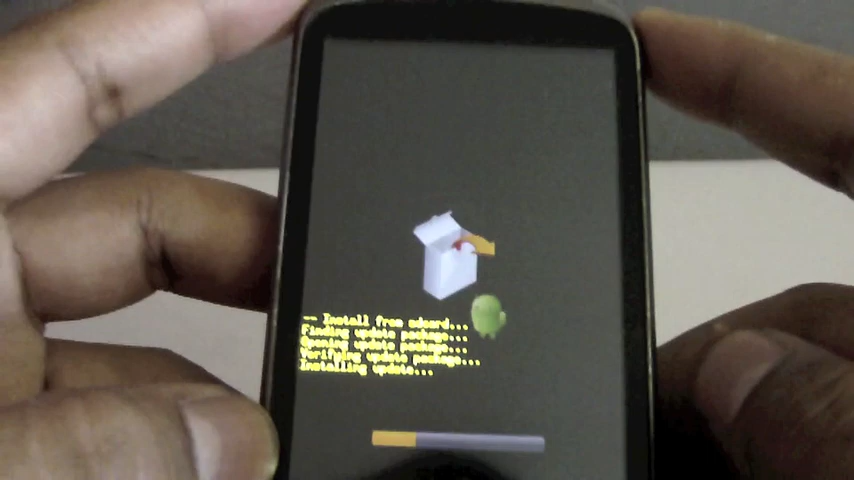 -- Install from sdcard...
Finding update package...
Opening update package...
Verifying update package...
Installing update...